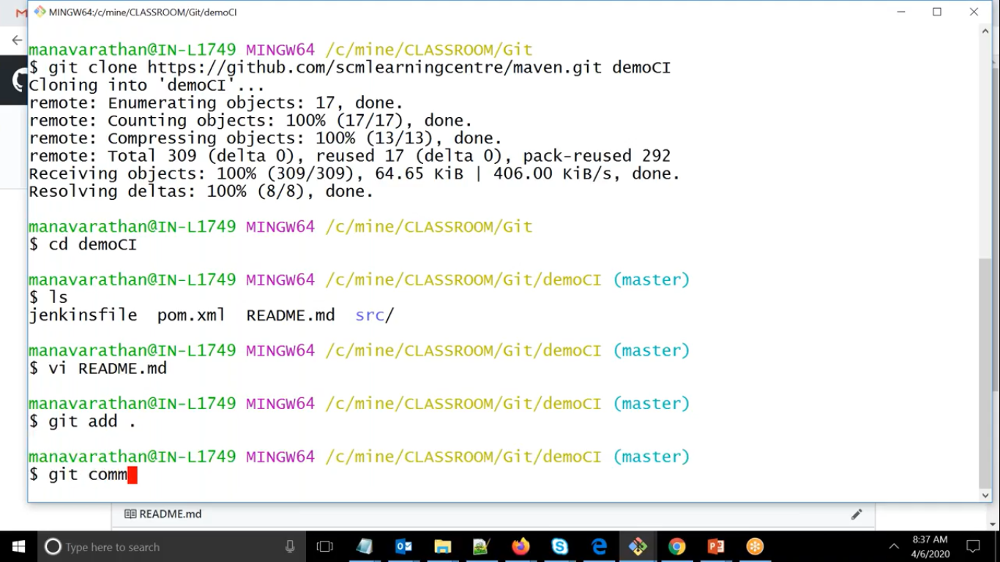 MINGW64:/c/mine/CLASSROOM/Git/demoCI
manavarathan@IN-L1749 MINGW64 /c/mine/CLASSROOM/Git
$ git clone https://github.com/scmlearningcentre/maven.git demoCI
Cloning into 'demoCI'...
remote: Enumerating objects: 17, done.
remote: Counting objects: 100% (17/17), done.
remote: Compressing objects: 100% (13/13), done.
remote: Total 309 (delta 0), reused 17 (delta 0), pack-reused 292
Receiving objects: 100% (309/309), 64.65 KiB | 406.00 KiB/s, done.
Resolving deltas: 100% (8/8), done.
manavarathan@IN-L1749 MINGW64 /c/mine/CLASSROOM/Git
$ cd demoCI
manavarathan@IN-L1749 MINGW64 /c/mine/CLASSROOM/Git/demoCI (master)
$ ls
jenkinsfile pom.xml README.md src/
manavarathan@IN-L1749 MINGW64 /c/mine/CLASSROOM/Git/demoCI (master)
$ vi README.md
manavarathan@IN-L1749 MINGW64 /c/mine/CLASSROOM/Git/demoCI (master)
$ git add .
manavarathan@IN-L1749 MINGW64 /c/mine/CLASSROOM/Git/demoCI (master)
$ git comm
README.md
Type here to search
8:37 AM
4/6/2020